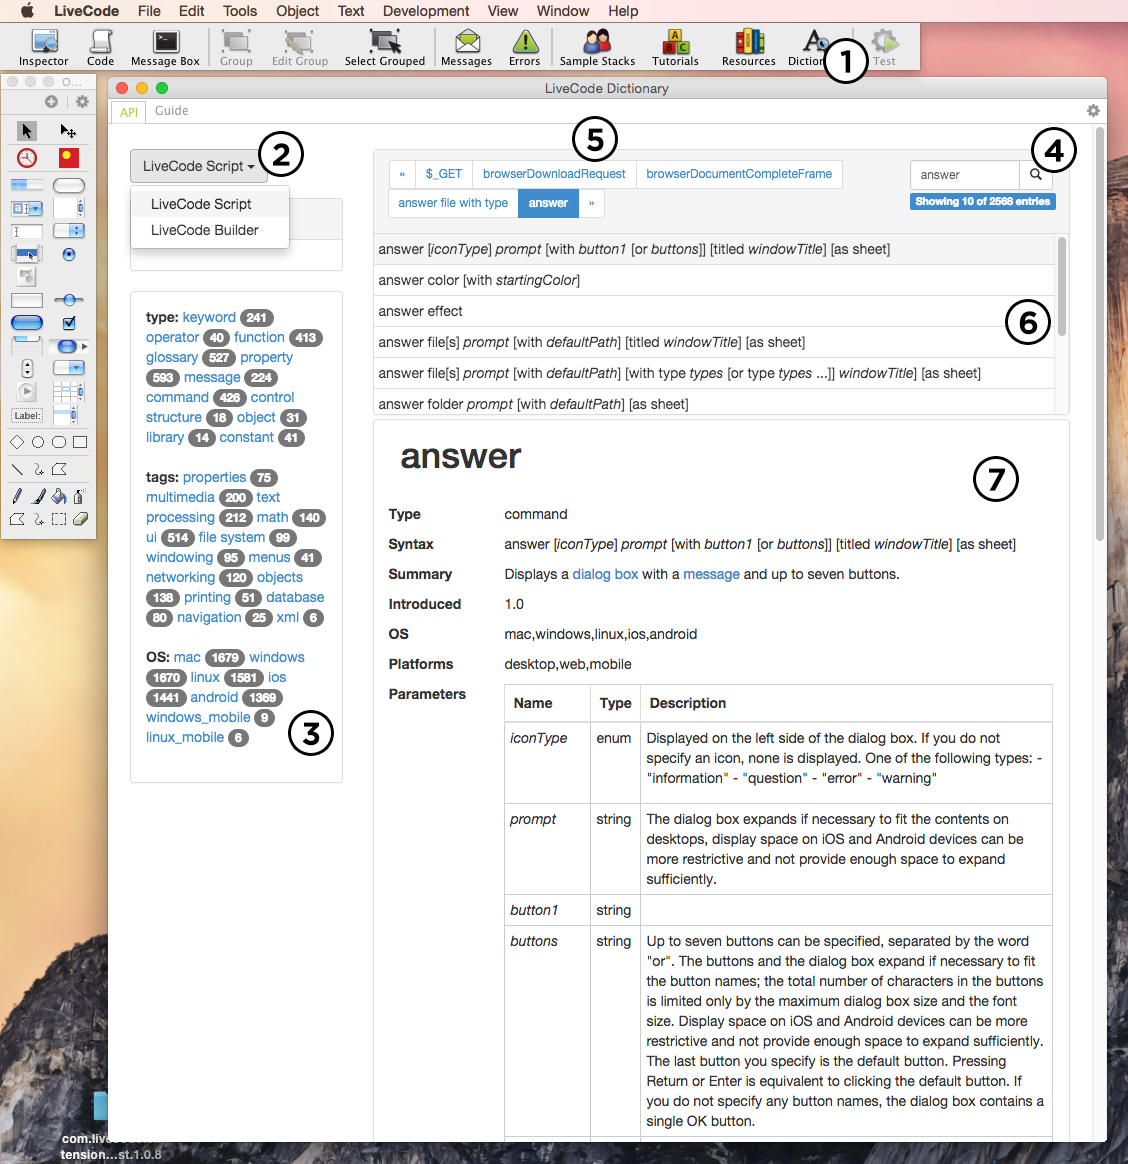 LiveCode File Edit Tools Object Text Development View Window Help
Inspector Code Message Box Group Edit Group Select Grouped Messages Errors Sample Stacks Tutorials Resources Test
1
O...
LiveCode Dictionary
API Guide
2
LiveCode Script
LiveCode Script
LiveCode Builder
5
« $_GET browserDownloadRequest browserDocumentCompleteFrame
answer file with type answer »
4
answer
Showing 10 of 2568 entries
answer [iconType] prompt [with button1 [or buttons]] [titled windowTitle] [as sheet]
answer color [with startingColor]
answer effect
answer file[s] prompt [with defaultPath] [titled windowTitle] [as sheet]
answer file[s] prompt [with defaultPath] [with type types [or type types ...]] windowTitle] [as sheet]
answer folder prompt [with defaultPath] [as sheet]
6
type: keyword 241
operator 40 function 413
glossary 527 property
593 message 224
command 426 control
structure 18 object 31
library 14 constant 41
tags: properties 75
multimedia 200 text
processing 212 math 140
ui 514 file system 99
windowing 95 menus 41
networking 120 objects
138 printing 51 database
80 navigation 25 xml 6
OS: mac 1679 windows
1670 linux 1581 ios
1441 android 1369
windows_mobile 9
linux_mobile 6
3
Label:
answer
7
Type command
Syntax answer [iconType] prompt [with button1 [or buttons]] [titled windowTitle] [as sheet]
Summary Displays a dialog box with a message and up to seven buttons.
Introduced 1.0
OS mac,windows,linux,ios,android
Platforms desktop,web,mobile
Parameters
Name Type Description
iconType enum Displayed on the left side of the dialog box. If you do not
specify an icon, none is displayed. One of the following types: -
"information" - "question" - "error" - "warning"
prompt string The dialog box expands if necessary to fit the contents on
desktops, display space on iOS and Android devices can be
more restrictive and not provide enough space to expand
sufficiently.
button1 string
buttons string Up to seven buttons can be specified, separated by the word
"or". The buttons and the dialog box expand if necessary to fit
the button names; the total number of characters in the buttons
is limited only by the maximum dialog box size and the font
size. Display space on iOS and Android devices can be more
restrictive and not provide enough space to expand sufficiently.
The last button you specify is the default button. Pressing
Return or Enter is equivalent to clicking the default button. If
you do not specify any button names, the dialog box contains a
single OK button.
tension...st.1.0.8